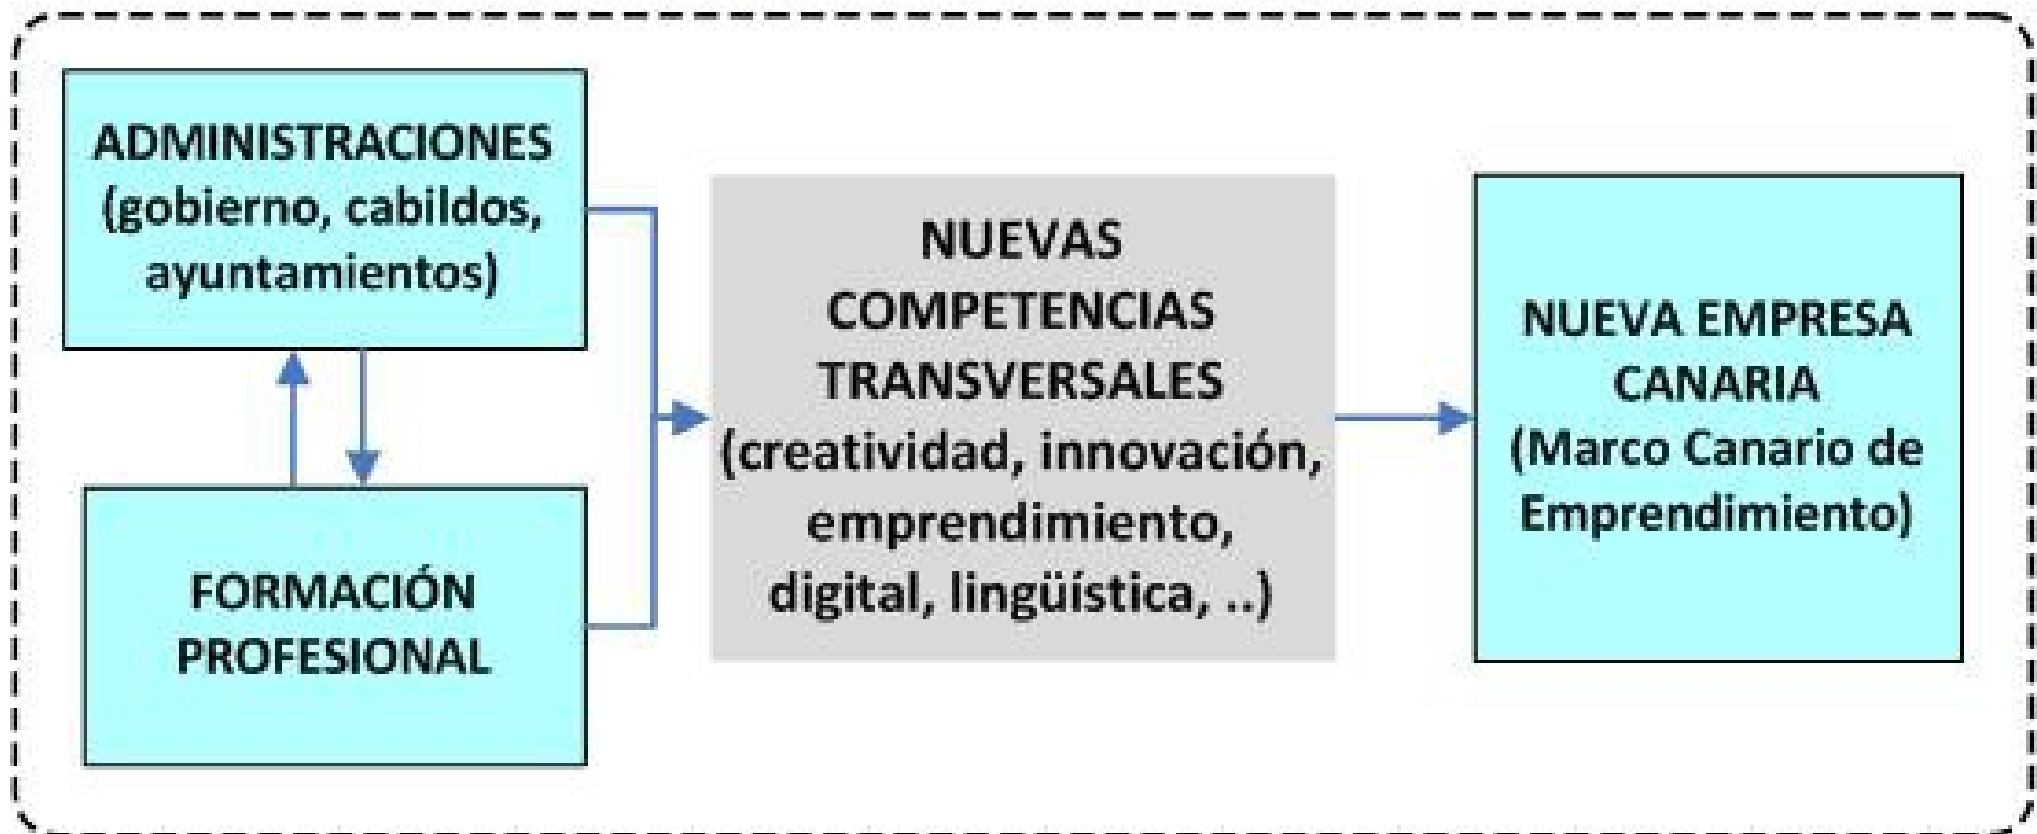 ADMINISTRACIONES
(gobierno, cabildos,
ayuntamientos)
FORMACIÓN
PROFESIONAL
NUEVAS
COMPETENCIAS
TRANSVERSALES
(creatividad, innovación,
emprendimiento,
digital, lingüística, ..)
NUEVA EMPRESA
CANARIA
(Marco Canario de
Emprendimiento)